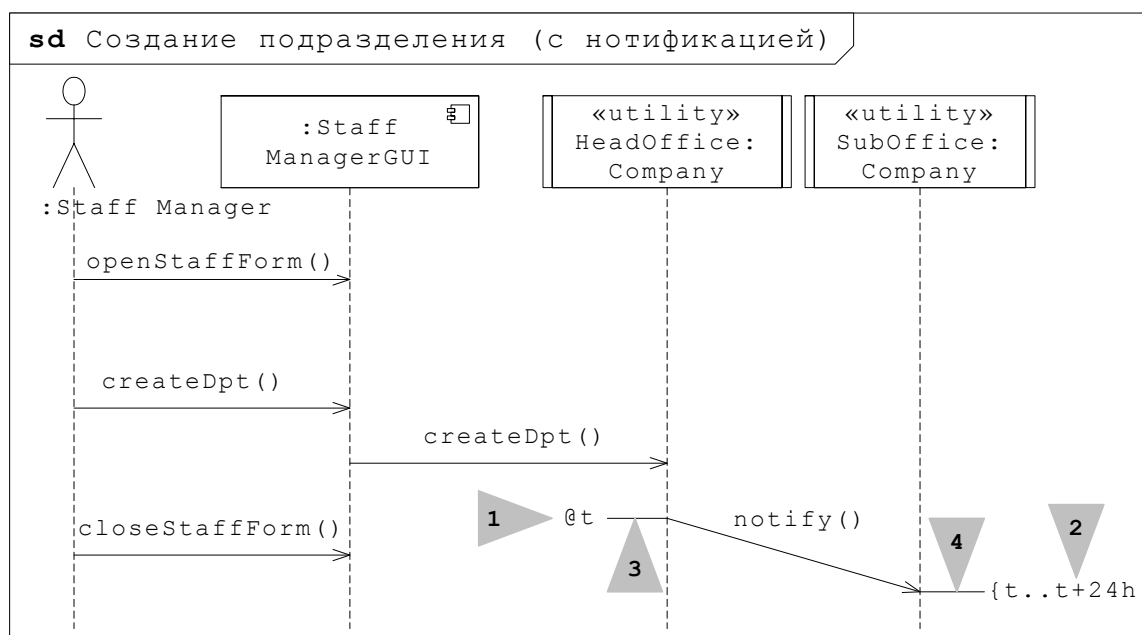 sd Создание подразделения (с нотификацией)
:Staff
ManagerGUI
«utility»
HeadOffice:
Company
«utility»
SubOffice:
Company
:Staff Manager
openStaffForm()
createDpt()
createDpt()
1
@t
notify()
closeStaffForm()
3
4
2
{t..t+24h